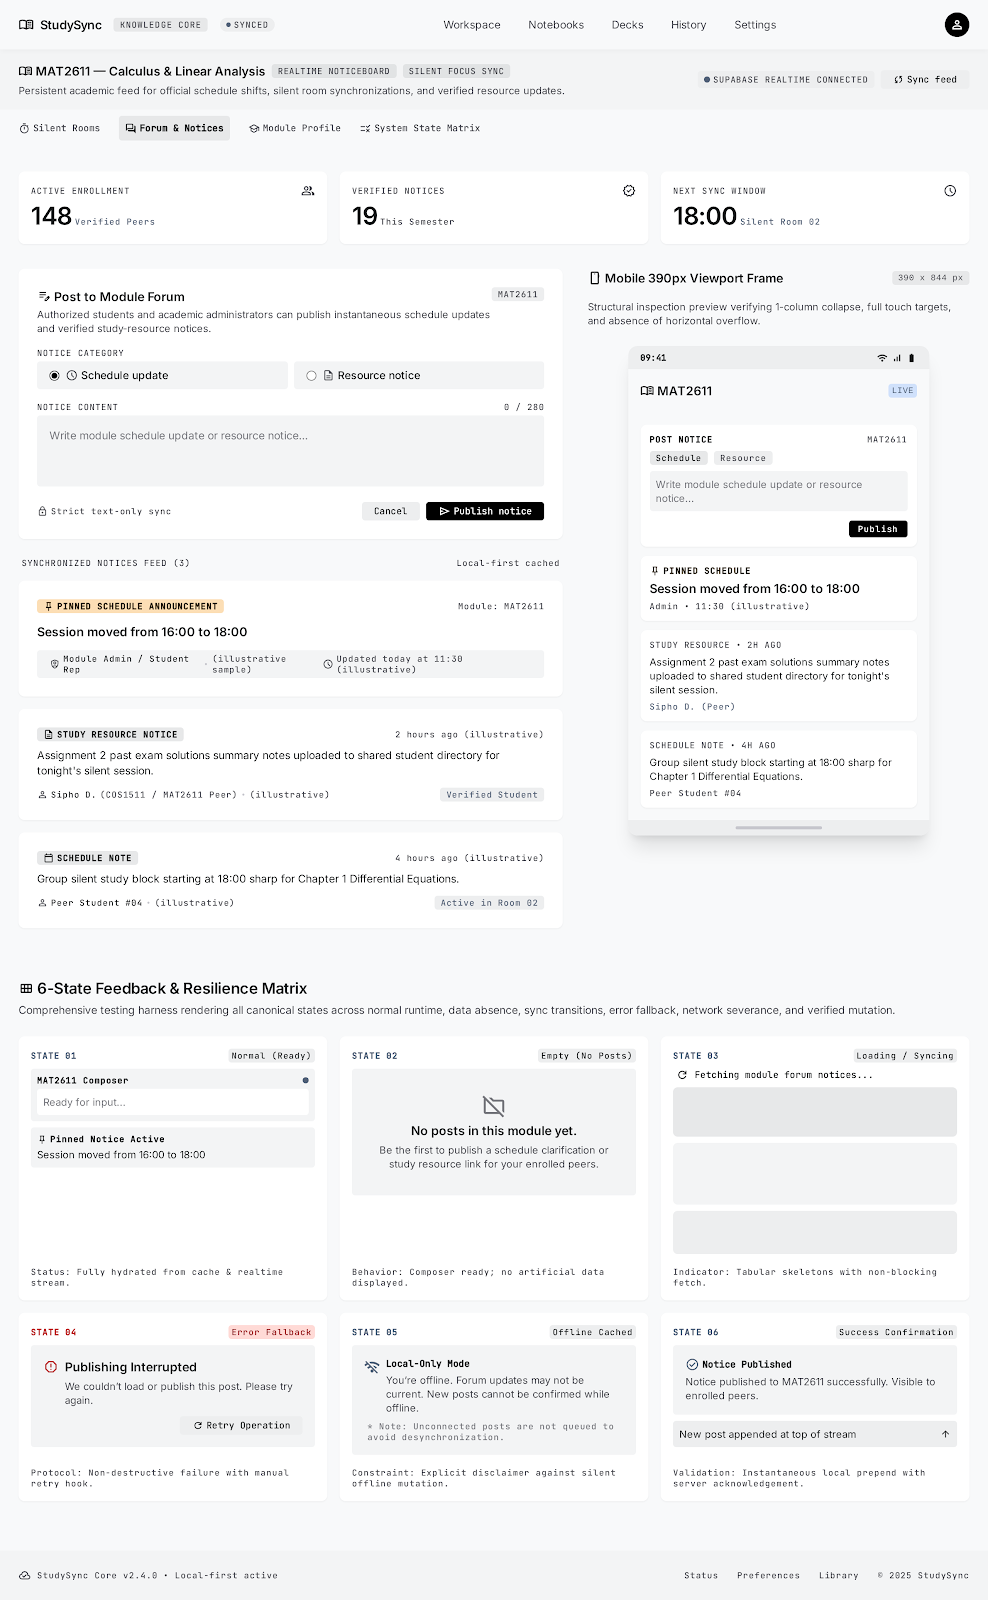 StudySync KNOWLEDGE CORE SYNCED Workspace Notebooks Decks History Settings
MAT2611 — Calculus & Linear Analysis REALTIME NOTICEBOARD SILENT FOCUS SYNC
Persistent academic feed for official schedule shifts, silent room synchronizations, and verified resource updates.
SUPABASE REALTIME CONNECTED Sync feed
Silent Rooms Forum & Notices Module Profile System State Matrix
ACTIVE ENROLLMENT
148 Verified Peers
VERIFIED NOTICES
19 This Semester
NEXT SYNC WINDOW
18:00 Silent Room 02
Post to Module Forum MAT2611
Authorized students and academic administrators can publish instantaneous schedule updates
and verified study-resource notices.
NOTICE CATEGORY
Schedule update Resource notice
NOTICE CONTENT 0 / 280
Write module schedule update or resource notice...
Strict text-only sync Cancel Publish notice
SYNCHRONIZED NOTICES FEED (3) Local-first cached
PINNED SCHEDULE ANNOUNCEMENT Module: MAT2611
Session moved from 16:00 to 18:00
Module Admin / Student
Rep
· (illustrative
sample)
Updated today at 11:30
(illustrative)
STUDY RESOURCE NOTICE 2 hours ago (illustrative)
Assignment 2 past exam solutions summary notes uploaded to shared student directory for
tonight's silent session.
Sipho D. (COS1511 / MAT2611 Peer) · (illustrative) Verified Student
SCHEDULE NOTE 4 hours ago (illustrative)
Group silent study block starting at 18:00 sharp for Chapter 1 Differential Equations.
Peer Student #04 · (illustrative) Active in Room 02
Mobile 390px Viewport Frame 390 x 844 px
Structural inspection preview verifying 1-column collapse, full touch targets,
and absence of horizontal overflow.
09:41
MAT2611 LIVE
POST NOTICE MAT2611
Schedule Resource
Write module schedule update or resource
notice...
Publish
PINNED SCHEDULE
Session moved from 16:00 to 18:00
Admin • 11:30 (illustrative)
STUDY RESOURCE • 2H AGO
Assignment 2 past exam solutions summary notes
uploaded to shared student directory for tonight's
silent session.
Sipho D. (Peer)
SCHEDULE NOTE • 4H AGO
Group silent study block starting at 18:00 sharp for
Chapter 1 Differential Equations.
Peer Student #04
6-State Feedback & Resilience Matrix
Comprehensive testing harness rendering all canonical states across normal runtime, data absence, sync transitions, error fallback, network severance, and verified mutation.
STATE 01 Normal (Ready)
MAT2611 Composer
Ready for input...
Pinned Notice Active
Session moved from 16:00 to 18:00
Status: Fully hydrated from cache & realtime
stream.
STATE 02 Empty (No Posts)
No posts in this module yet.
Be the first to publish a schedule clarification or
study resource link for your enrolled peers.
Behavior: Composer ready; no artificial data
displayed.
STATE 03 Loading / Syncing
Fetching module forum notices...
Indicator: Tabular skeletons with non-blocking
fetch.
STATE 04 Error Fallback
Publishing Interrupted
We couldn't load or publish this post. Please try
again.
Retry Operation
Protocol: Non-destructive failure with manual
retry hook.
STATE 05 Offline Cached
Local-Only Mode
You're offline. Forum updates may not be
current. New posts cannot be confirmed while
offline.
* Note: Unconnected posts are not queued to
avoid desynchronization.
Constraint: Explicit disclaimer against silent
offline mutation.
STATE 06 Success Confirmation
Notice Published
Notice published to MAT2611 successfully. Visible to
enrolled peers.
New post appended at top of stream
Validation: Instantaneous local prepend with
server acknowledgement.
StudySync Core v2.4.0 • Local-first active Status Preferences Library © 2025 StudySync